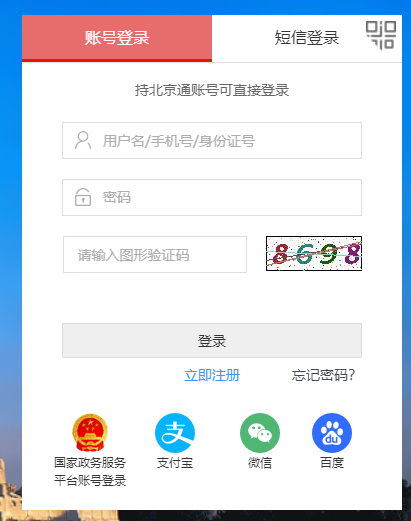 账号登录
短信登录
持北京通账号可直接登录
用户名/手机号/身份证号
密码
请输入图形验证码
8698
登录
立即注册
忘记密码?
国家政务服务
平台账号登录
支付宝
微信
百度